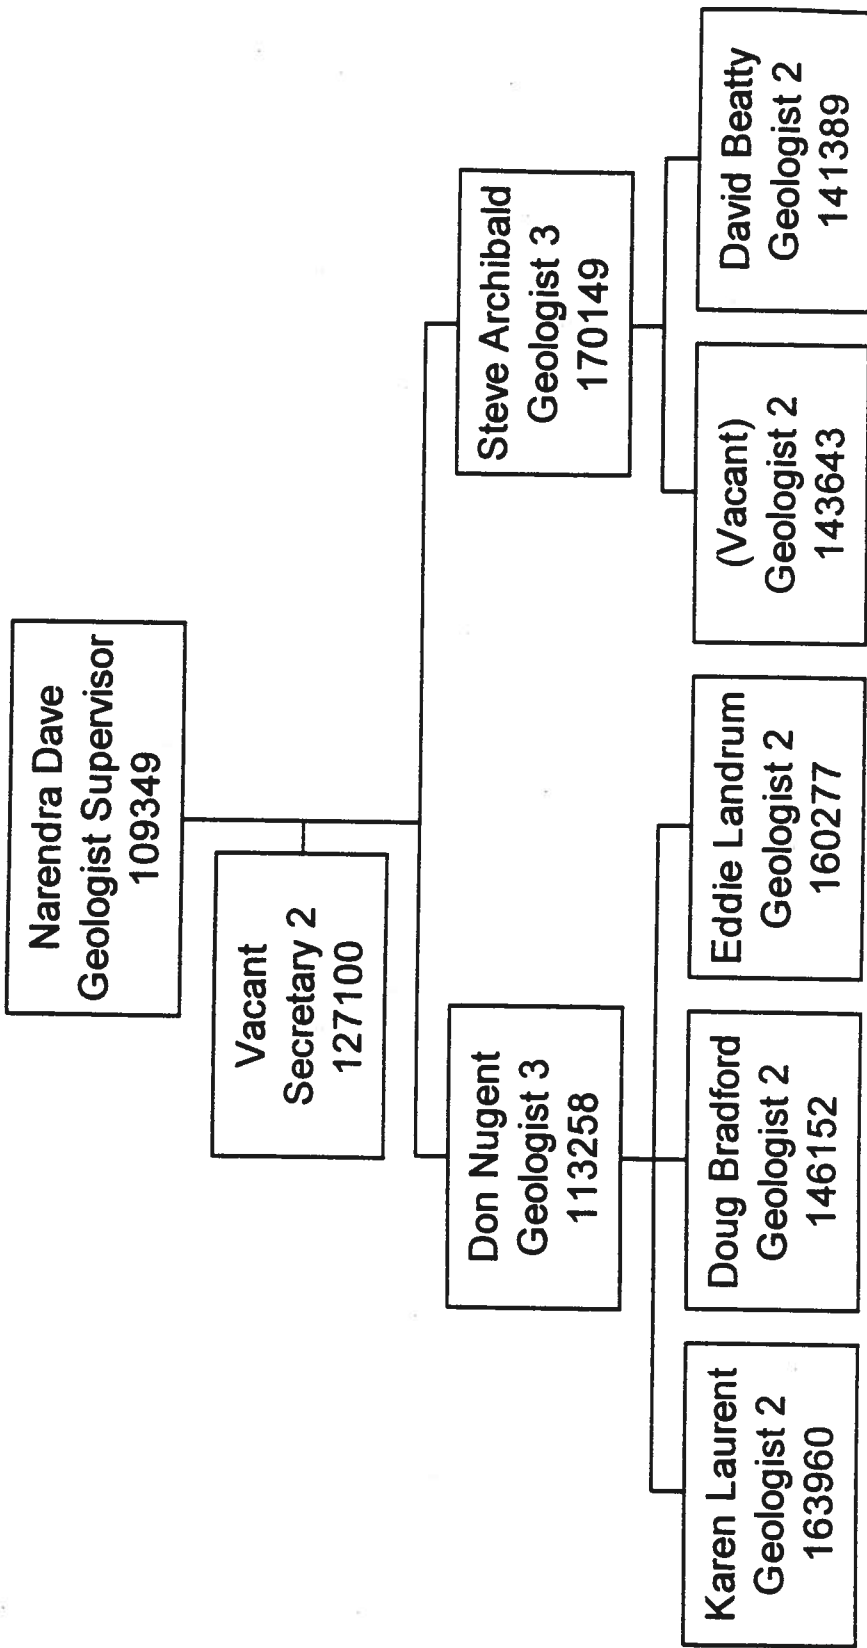 Narendra Dave
Geologist Supervisor
109349
Vacant
Secretary 2
127100
Don Nugent
Geologist 3
113258
Steve Archibald
Geologist 3
170149
Karen Laurent
Geologist 2
163960
Doug Bradford
Geologist 2
146152
Eddie Landrum
Geologist 2
160277
(Vacant)
Geologist 2
143643
David Beatty
Geologist 2
141389